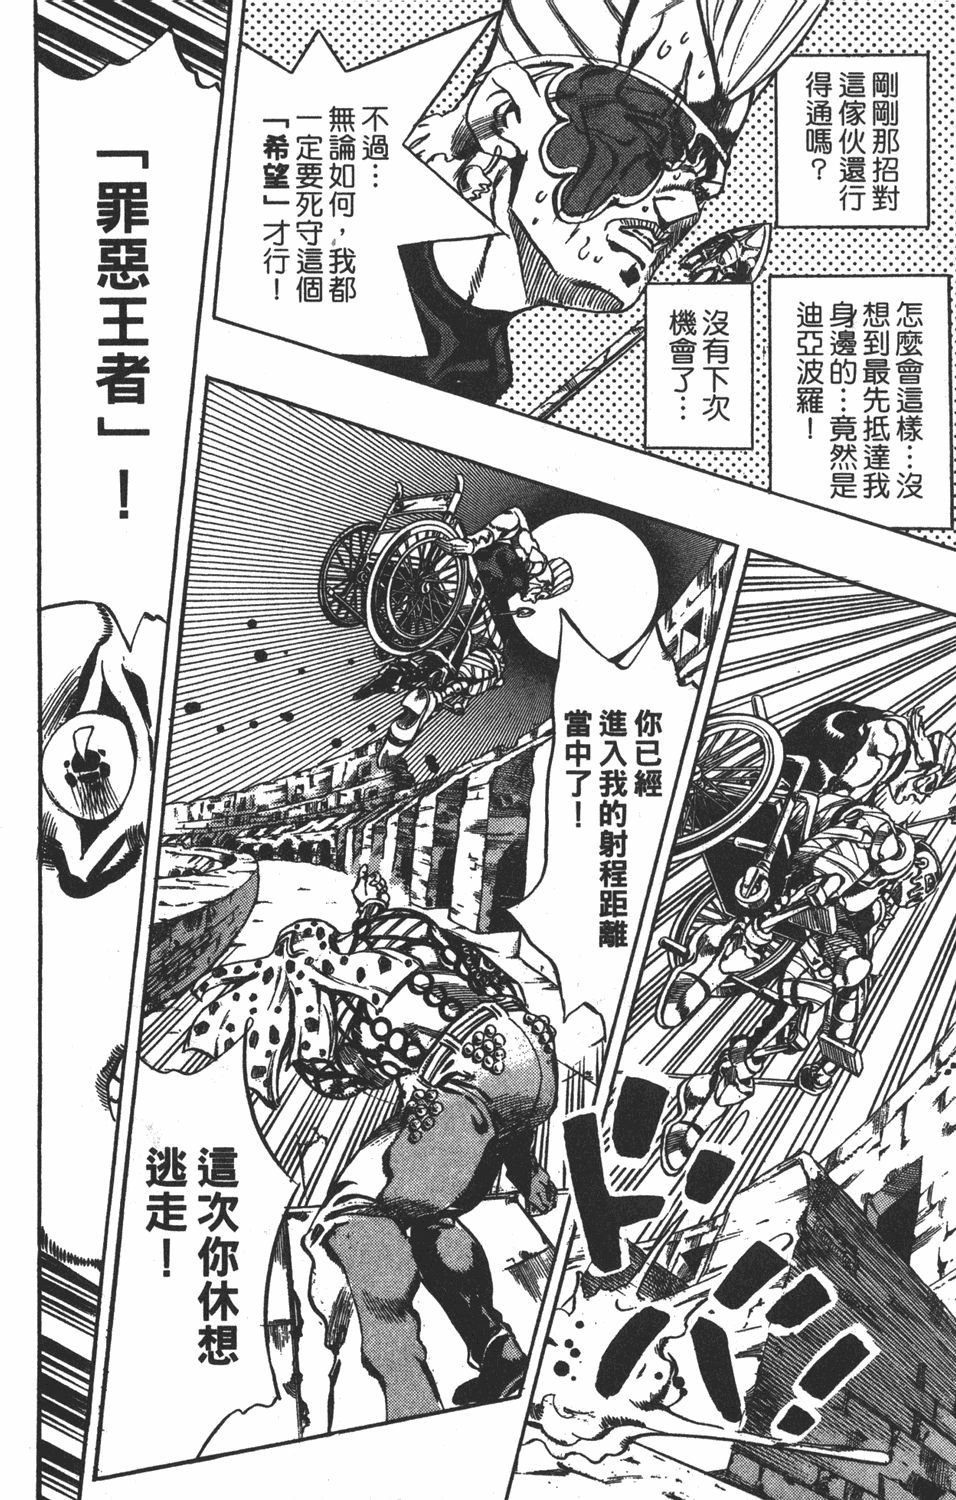 剛剛那招對
這傢伙還行
得通嗎？
怎麼會這樣…沒
想到最先抵達我
身邊的…竟然是
迪亞波羅！
沒有下次
機會了…
不過…
無論如何，我都
一定要死守這個
「希望」才行！
ドドドバババ!!
你已經
進入我的射程距離
當中了！
這次你休想
逃走！
「罪惡王者」！